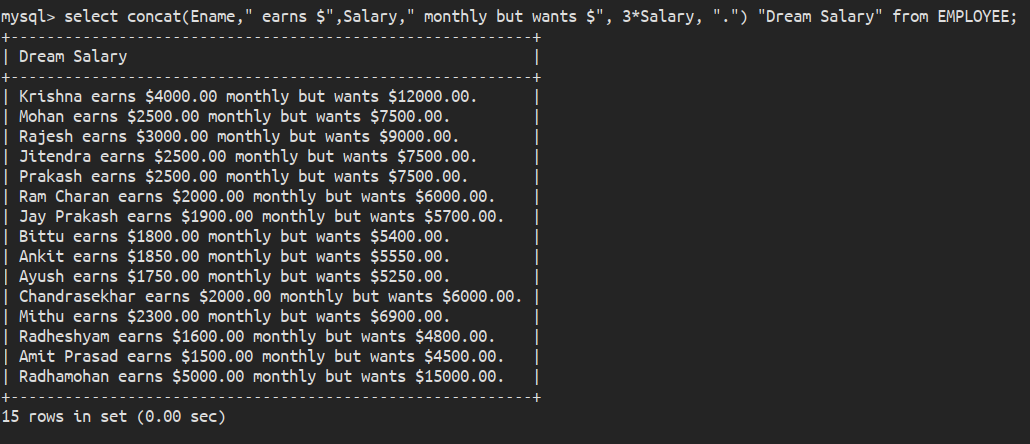 mysql> select concat(Ename," earns $",Salary," monthly but wants $", 3*Salary, ".") "Dream Salary" from EMPLOYEE;
+----------------------------------------------------------+
| Dream Salary                                             |
+----------------------------------------------------------+
| Krishna earns $4000.00 monthly but wants $12000.00.      |
| Mohan earns $2500.00 monthly but wants $7500.00.         |
| Rajesh earns $3000.00 monthly but wants $9000.00.        |
| Jitendra earns $2500.00 monthly but wants $7500.00.      |
| Prakash earns $2500.00 monthly but wants $7500.00.       |
| Ram Charan earns $2000.00 monthly but wants $6000.00.    |
| Jay Prakash earns $1900.00 monthly but wants $5700.00.   |
| Bittu earns $1800.00 monthly but wants $5400.00.         |
| Ankit earns $1850.00 monthly but wants $5550.00.         |
| Ayush earns $1750.00 monthly but wants $5250.00.         |
| Chandrasekhar earns $2000.00 monthly but wants $6000.00. |
| Mithu earns $2300.00 monthly but wants $6900.00.         |
| Radheshyam earns $1600.00 monthly but wants $4800.00.    |
| Amit Prasad earns $1500.00 monthly but wants $4500.00.   |
| Radhamohan earns $5000.00 monthly but wants $15000.00.   |
+----------------------------------------------------------+
15 rows in set (0.00 sec)